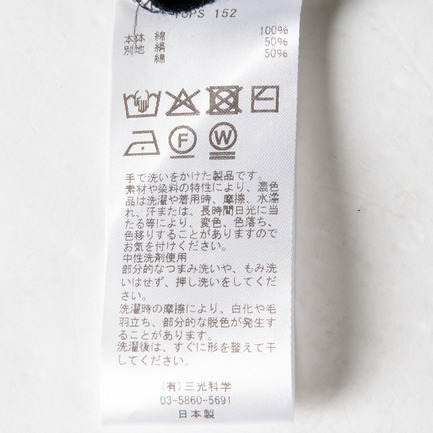 TOPS 152
本体 綿 100%
別地 絹 50%
綿 50%
F W
手で洗いをかけた製品です。
素材や染料の特性により、濃色
品は洗濯や着用時、摩擦、水濡
れ、汗または、長時間日光に当
たる等により、変色、色落ち、
色移りすることがありますので
お気を付けください。
中性洗剤使用
部分的なつまみ洗いや、もみ洗
いはせず、押し洗いをしてくだ
さい。
洗濯時の摩擦により、白化や毛
羽立ち、部分的な脱色が発生す
ることがあります。
洗濯後は、すぐに形を整えて干
してください。
(有)三光科学
03-5860-5691
日本製